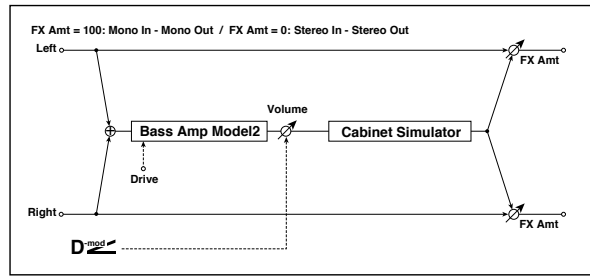 FX Amt = 100: Mono In - Mono Out / FX Amt = 0: Stereo In - Stereo Out
Left
FX Amt
Volume
Bass Amp Model2
Cabinet Simulator
Drive
Right
FX Amt
D-mod